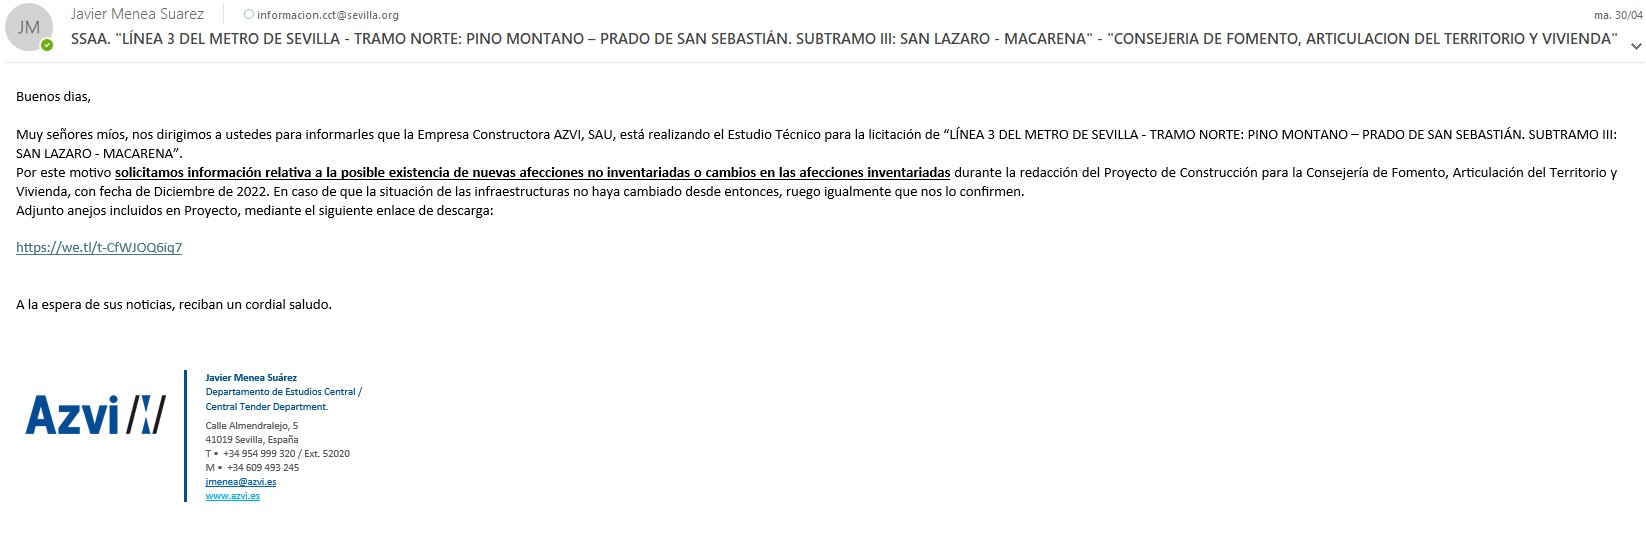 JM
Javier Menea Suarez
informacion.cct@sevilla.org
ma. 30/04
SSAA. "LÍNEA 3 DEL METRO DE SEVILLA - TRAMO NORTE: PINO MONTANO – PRADO DE SAN SEBASTIÁN. SUBTRAMO III: SAN LAZARO - MACARENA" - "CONSEJERIA DE FOMENTO, ARTICULACION DEL TERRITORIO Y VIVIENDA"
Buenos dias,
Muy señores míos, nos dirigimos a ustedes para informarles que la Empresa Constructora AZVI, SAU, está realizando el Estudio Técnico para la licitación de “LÍNEA 3 DEL METRO DE SEVILLA - TRAMO NORTE: PINO MONTANO – PRADO DE SAN SEBASTIÁN. SUBTRAMO III:
SAN LAZARO - MACARENA”.
Por este motivo solicitamos información relativa a la posible existencia de nuevas afecciones no inventariadas o cambios en las afecciones inventariadas durante la redacción del Proyecto de Construcción para la Consejería de Fomento, Articulación del Territorio y
Vivienda, con fecha de Diciembre de 2022. En caso de que la situación de las infraestructuras no haya cambiado desde entonces, ruego igualmente que nos lo confirmen.
Adjunto anejos incluidos en Proyecto, mediante el siguiente enlace de descarga:
https://we.tl/t-CfWJOQ6iq7
A la espera de sus noticias, reciban un cordial saludo.
Azvi
Javier Menea Suárez
Departamento de Estudios Central /
Central Tender Department.
Calle Almendralejo, 5
41019 Sevilla, España
T • +34 954 999 320 / Ext. 52020
M • +34 609 493 245
jmenea@azvi.es
www.azvi.es